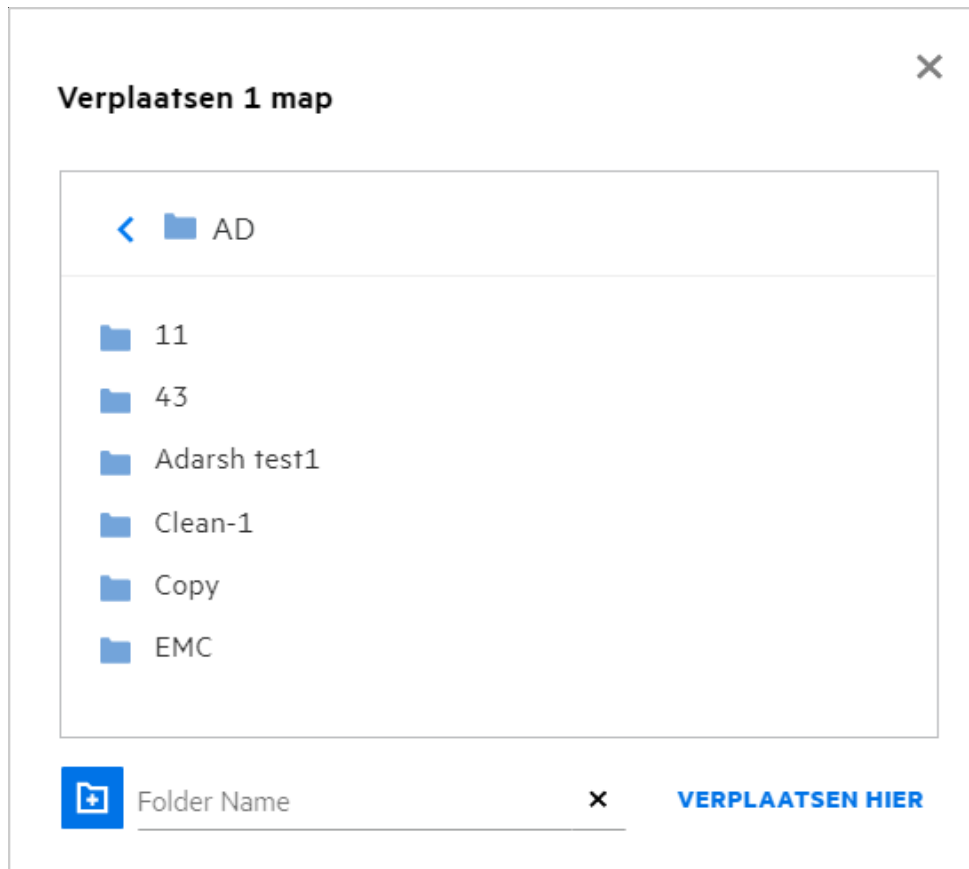 Verplaatsen 1 map
AD
11
43
Adarsh test1
Clean-1
Copy
EMC
Folder Name
VERPLAATSEN HIER